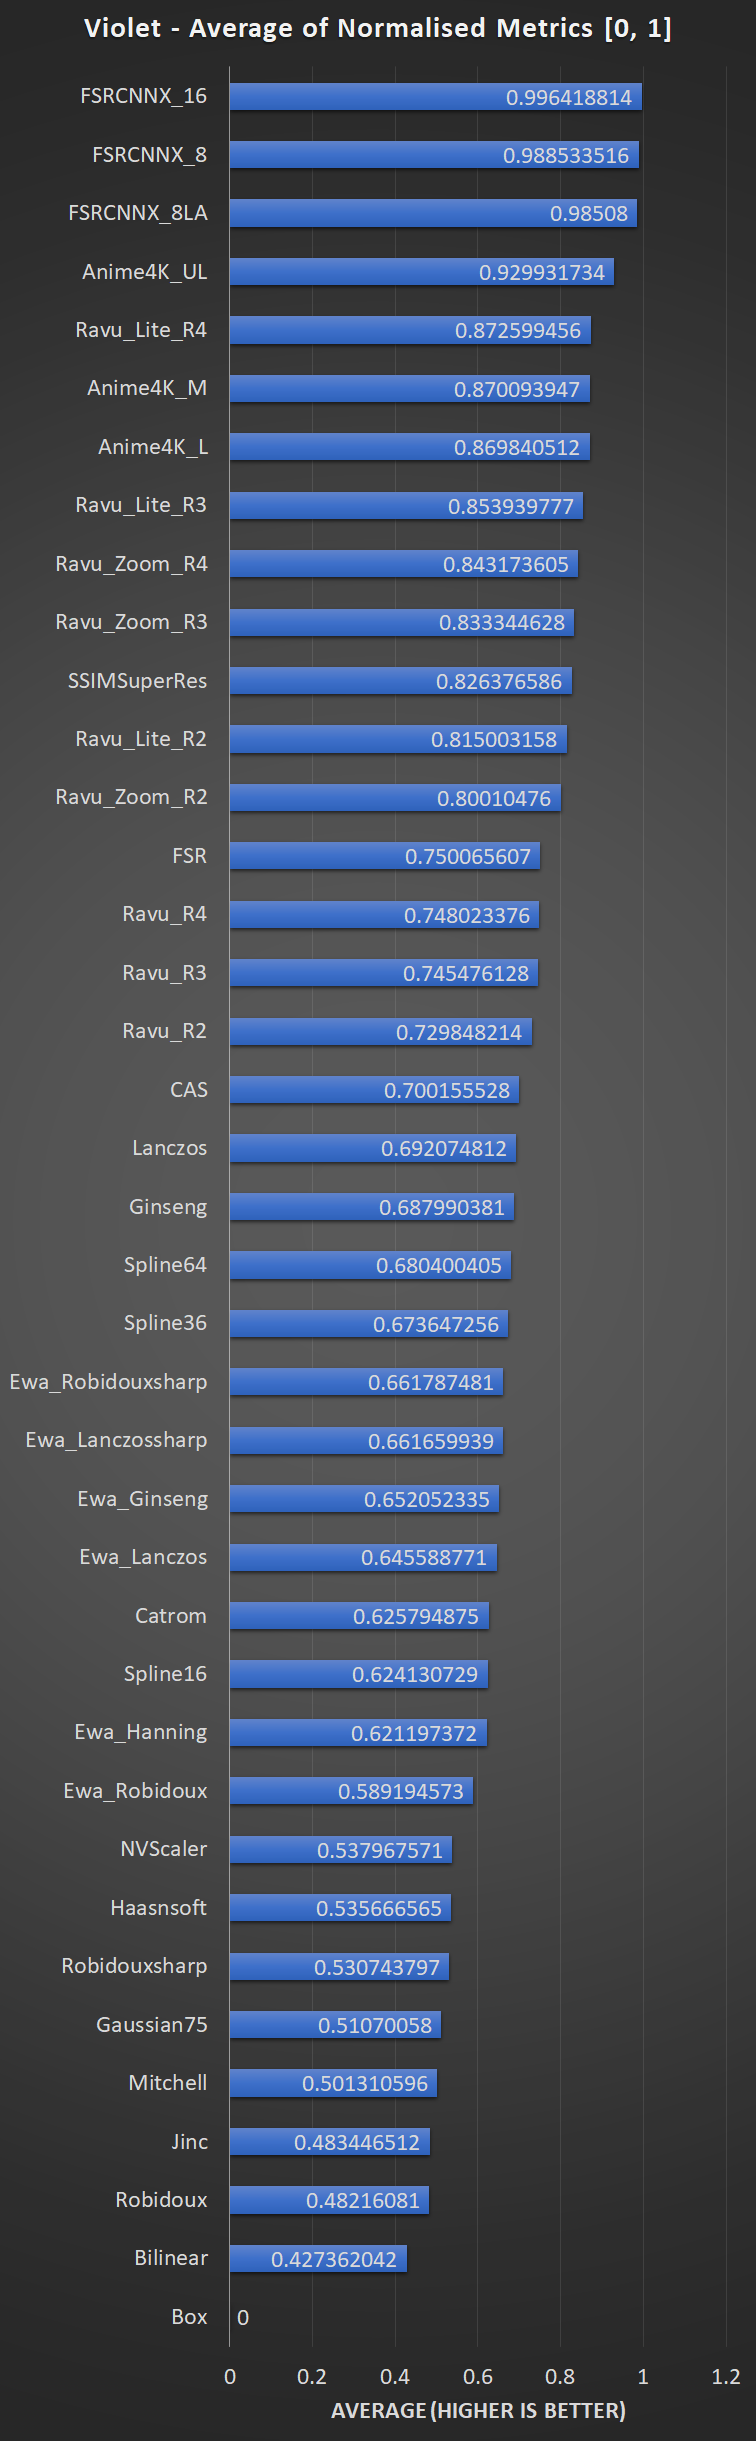 Violet - Average of Normalised Metrics [0, 1]
FSRCNNX_16 0.996418814
FSRCNNX_8 0.988533516
FSRCNNX_8LA 0.98508
Anime4K_UL 0.929931734
Ravu_Lite_R4 0.872599456
Anime4K_M 0.870093947
Anime4K_L 0.869840512
Ravu_Lite_R3 0.853939777
Ravu_Zoom_R4 0.843173605
Ravu_Zoom_R3 0.833344628
SSIMSuperRes 0.826376586
Ravu_Lite_R2 0.815003158
Ravu_Zoom_R2 0.80010476
FSR 0.750065607
Ravu_R4 0.748023376
Ravu_R3 0.745476128
Ravu_R2 0.729848214
CAS 0.700155528
Lanczos 0.692074812
Ginseng 0.687990381
Spline64 0.680400405
Spline36 0.673647256
Ewa_Robidouxsharp 0.661787481
Ewa_Lanczossharp 0.661659939
Ewa_Ginseng 0.652052335
Ewa_Lanczos 0.645588771
Catrom 0.625794875
Spline16 0.624130729
Ewa_Hanning 0.621197372
Ewa_Robidoux 0.589194573
NVScaler 0.537967571
Haasnsoft 0.535666565
Robidouxsharp 0.530743797
Gaussian75 0.51070058
Mitchell 0.501310596
Jinc 0.483446512
Robidoux 0.48216081
Bilinear 0.427362042
Box 0
0 0.2 0.4 0.6 0.8 1 1.2
AVERAGE (HIGHER IS BETTER)